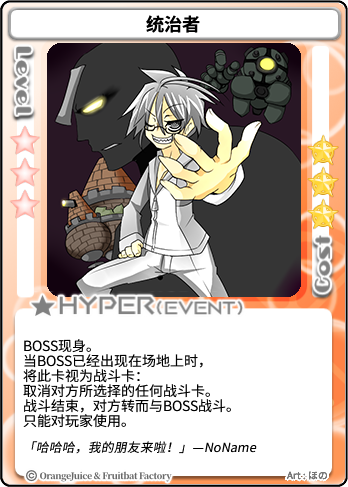 统治者
Level
Cost
HYPER(EVENT)
BOSS现身。
当BOSS已经出现在场地上时，
将此卡视为战斗卡：
取消对方所选择的任何战斗卡。
战斗结束，对方转而与BOSS战斗。
只能对玩家使用。
「哈哈哈，我的朋友来啦！」—NoName
© OrangeJuice & Fruitbat Factory
Art : ほの